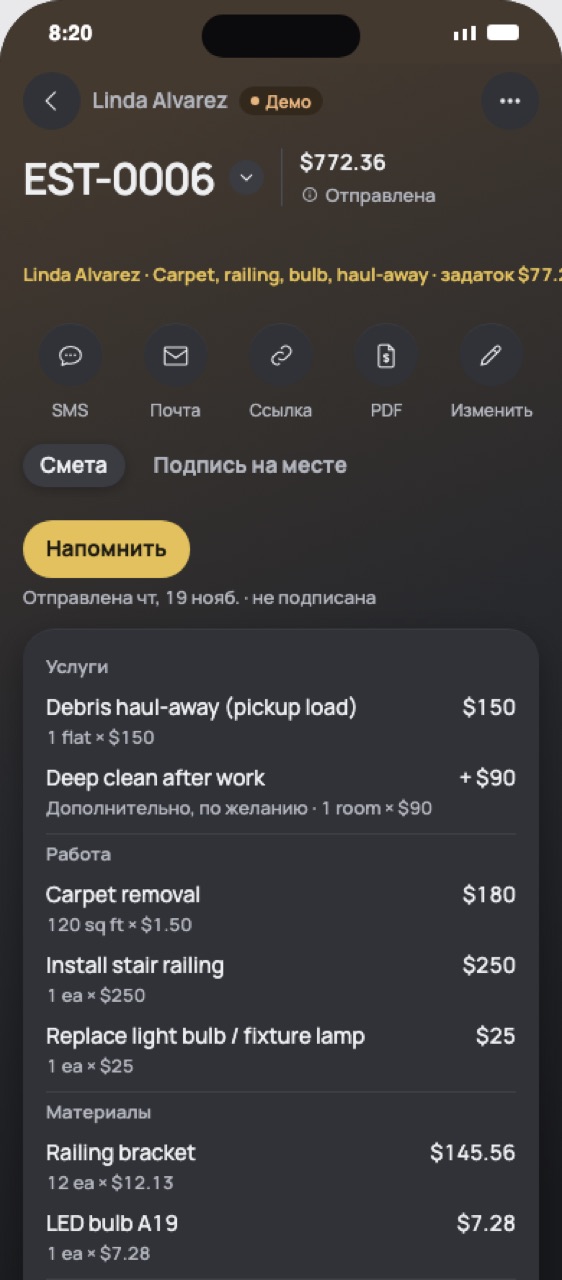 8:20
Linda Alvarez
Демо
EST-0006
$772.36
Отправлена
Linda Alvarez · Carpet, railing, bulb, haul-away · задаток $77.2
SMS
Почта
Ссылка
PDF
Изменить
Смета
Подпись на месте
Напомнить
Отправлена чт, 19 нояб. · не подписана
Услуги
Debris haul-away (pickup load) $150
1 flat × $150
Deep clean after work + $90
Дополнительно, по желанию · 1 room × $90
Работа
Carpet removal $180
120 sq ft × $1.50
Install stair railing $250
1 ea × $250
Replace light bulb / fixture lamp $25
1 ea × $25
Материалы
Railing bracket $145.56
12 ea × $12.13
LED bulb A19 $7.28
1 ea × $7.28